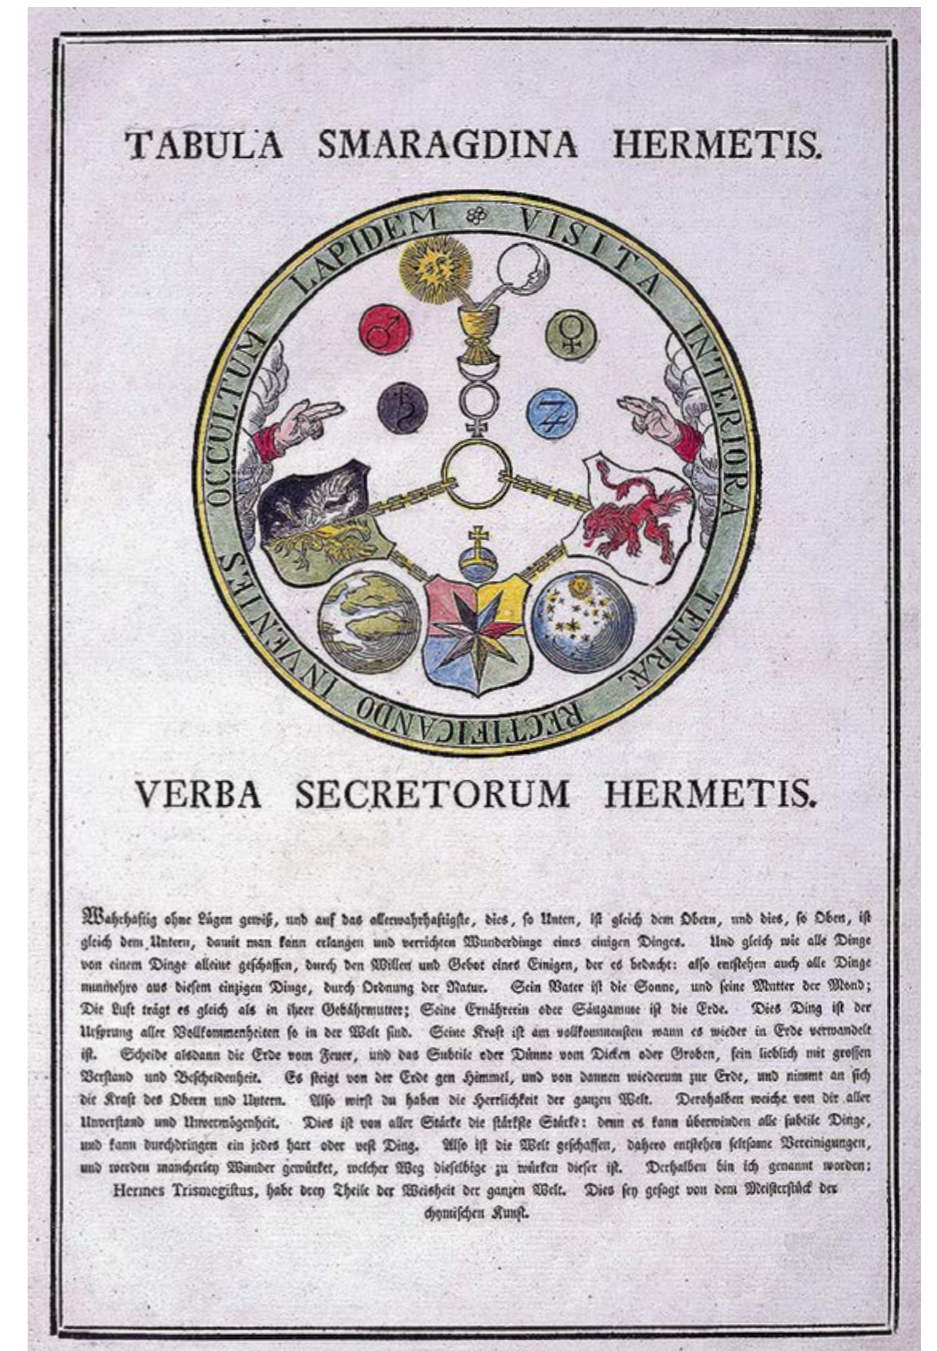 TABULA SMARAGDINA HERMETIS.
VISITA INTERIORA TERRÆ RECTIFICANDO INVENIES OCCULTUM LAPIDEM
VERBA SECRETORUM HERMETIS.
Wahrhaftig ohne Lügen gewiß, und auf das allerwahrhaftigste, dies, so Unten, ist gleich dem Obern, und dies, so Oben, ist
gleich dem Untern, damit man kann erlangen und verrichten Wunderdinge eines einigen Dinges. Und gleich wie alle Dinge
von einem Dinge alleine geschaffen, durch den Willen und Gebot eines Einigen, der es bedacht: also entstehen auch alle Dinge
nunmehro aus diesem einzigen Dinge, durch Ordnung der Natur. Sein Vater ist die Sonne, und seine Mutter der Mond;
Die Luft trägt es gleich als in ihrer Gebährmutter; Seine Ernährerin oder Säugamme ist die Erde. Dies Ding ist der
Ursprung aller Vollkommenheiten so in der Welt sind. Seine Kraft ist am vollkommensten wann es wieder in Erde verwandelt
ist. Scheide alsdann die Erde vom Feuer, und das Subtile oder Dünne vom Dicken oder Groben, fein lieblich mit grossen
Verstand und Bescheidenheit. Es steigt von der Erde gen Himmel, und von dannen wiederum zur Erde, und nimmt an sich
die Kraft des Obern und Untern. Also wirst du haben die Herrlichkeit der ganzen Welt. Derohalben weiche von dir aller
Unverstand und Unvermögenheit. Dies ist von aller Stärke die stärkste Stärke: denn es kann überwinden alle subtile Dinge,
und kann durchdringen ein jedes hart oder vest Ding. Also ist die Welt geschaffen, dahero entstehen seltsame Vereinigungen,
und werden mancherley Wunder gewürket, welcher Weg dieselbige zu würken dieser ist. Derhalben bin ich genannt worden:
Hermes Trismegistus, habe drey Theile der Weisheit der ganzen Welt. Dies sey gesagt von dem Meisterstück der
chymischen Kunst.